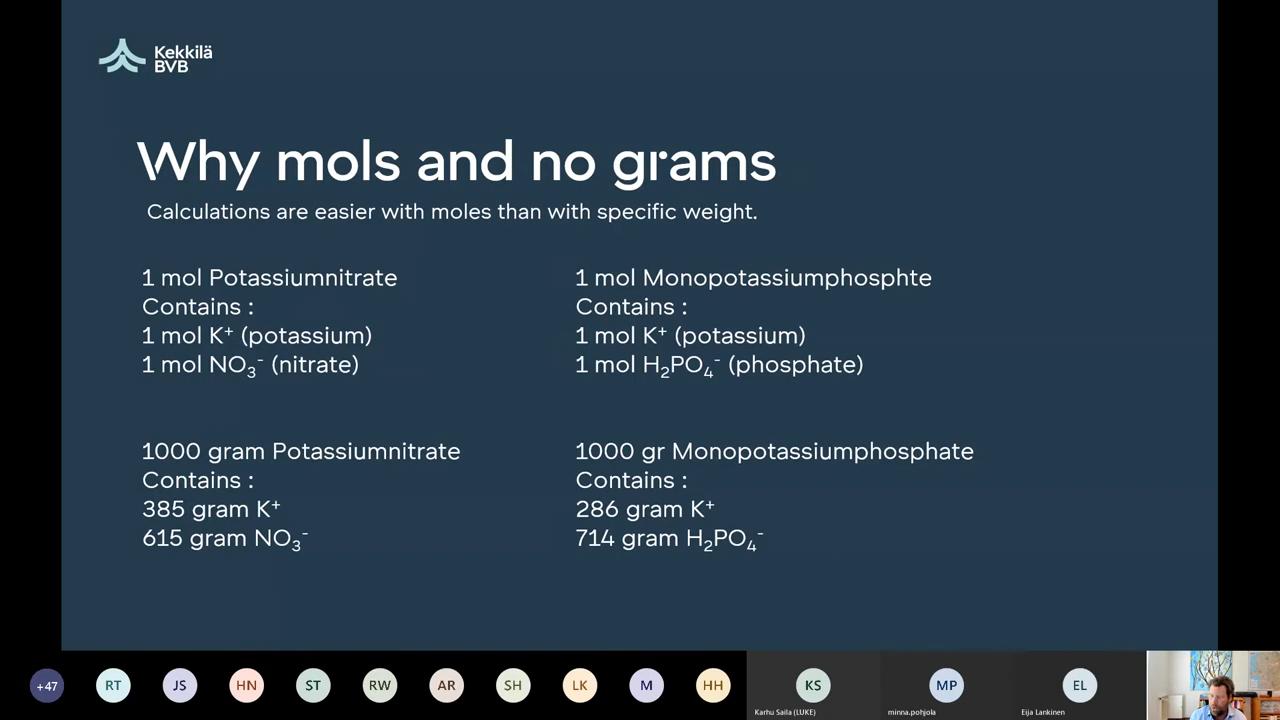 Kekkilä
BVB
Why mols and no grams
Calculations are easier with moles than with specific weight.
1 mol Potassiumnitrate
Contains :
1 mol K⁺ (potassium)
1 mol NO₃⁻ (nitrate)
1 mol Monopotassiumphosphte
Contains :
1 mol K⁺ (potassium)
1 mol H₂PO₄⁻ (phosphate)
1000 gram Potassiumnitrate
Contains :
385 gram K⁺
615 gram NO₃⁻
1000 gr Monopotassiumphosphate
Contains :
286 gram K⁺
714 gram H₂PO₄⁻
+47
RT
JS
HN
ST
RW
AR
SH
LK
M
HH
KS
Karhu Saila (LUKE)
MP
minna.pohjola
EL
Eija Lankinen